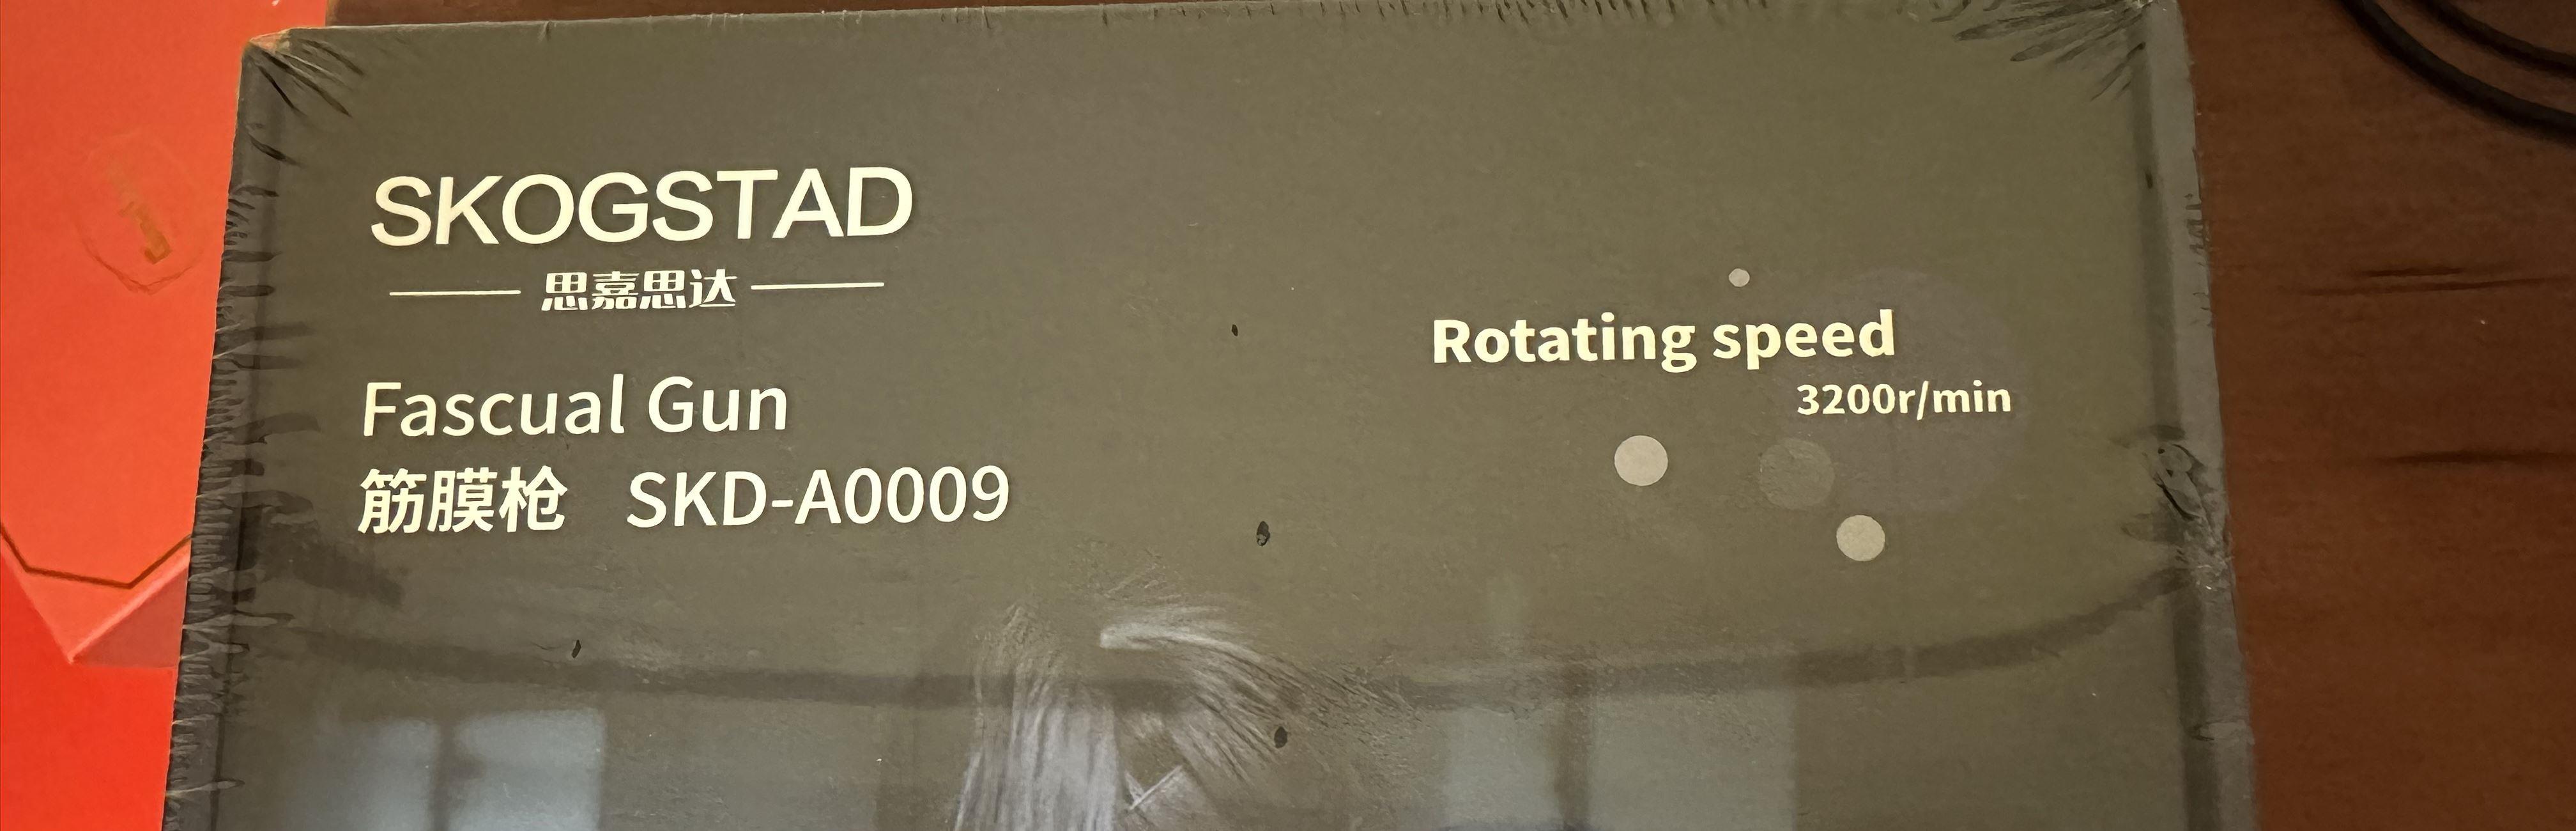 SKOGSTAD
思嘉思达
Fascual Gun
筋膜枪 SKD-A0009
Rotating speed
3200r/min